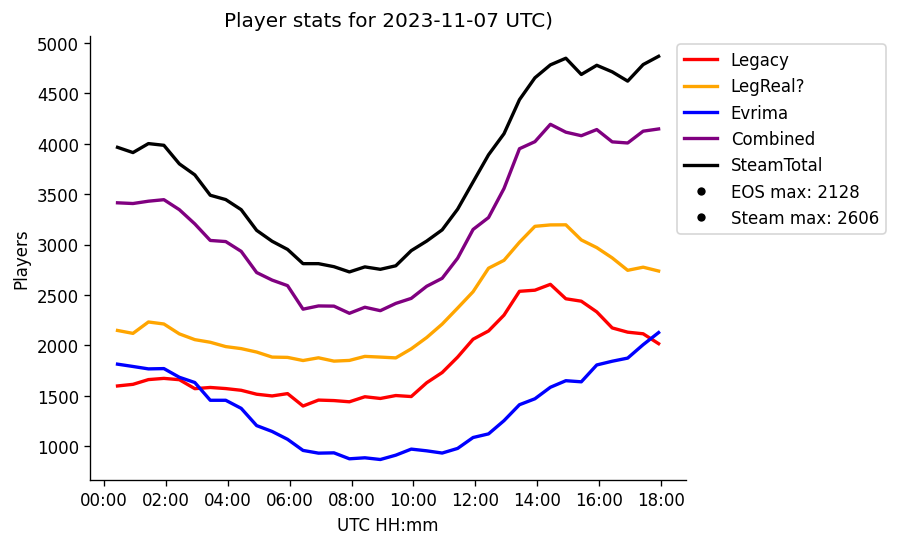 Player stats for 2023-11-07 UTC)
Players
5000
4500
4000
3500
3000
2500
2000
1500
1000
00:00 02:00 04:00 06:00 08:00 10:00 12:00 14:00 16:00 18:00
UTC HH:mm
Legacy
LegReal?
Evrima
Combined
SteamTotal
EOS max: 2128
Steam max: 2606